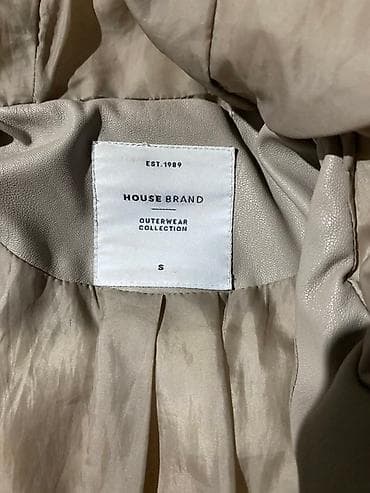 EST.1989
HOUSE BRAND
OUTERWEAR
COLLECTION
S